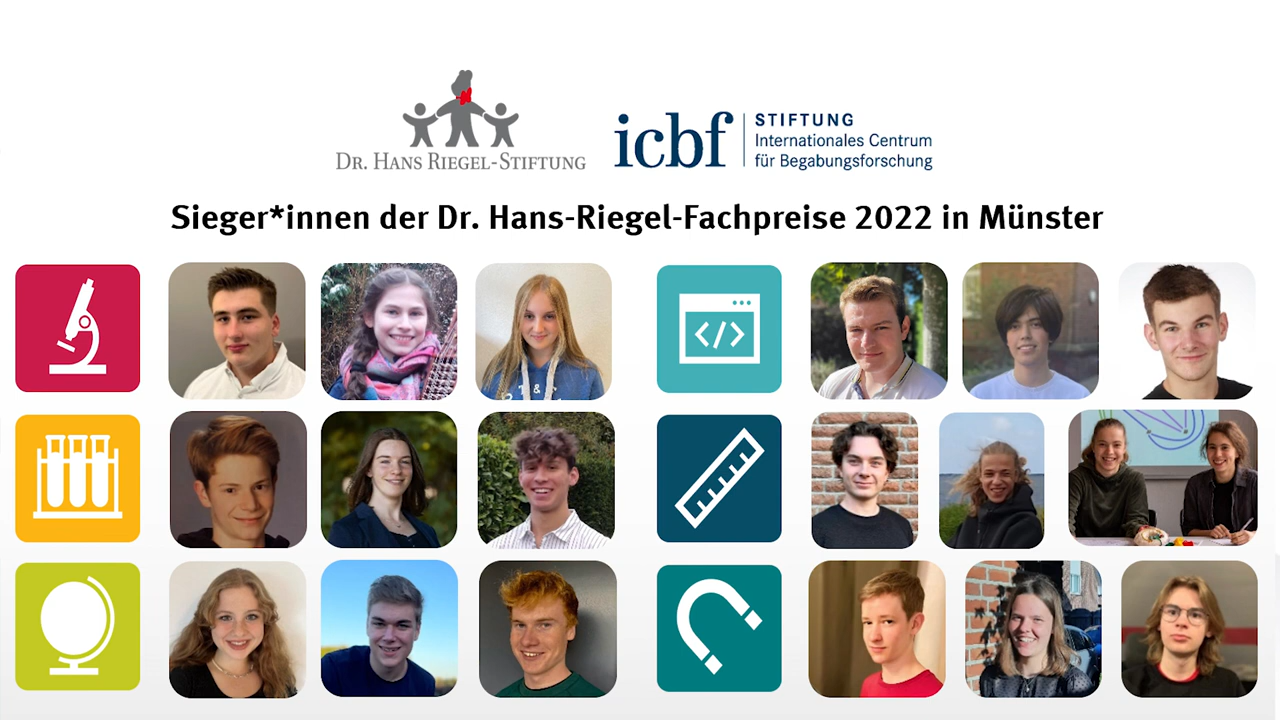 DR. HANS RIEGEL-STIFTUNG
icbf
STIFTUNG
Internationales Centrum
für Begabungsforschung
Sieger*innen der Dr. Hans-Riegel-Fachpreise 2022 in Münster
</>